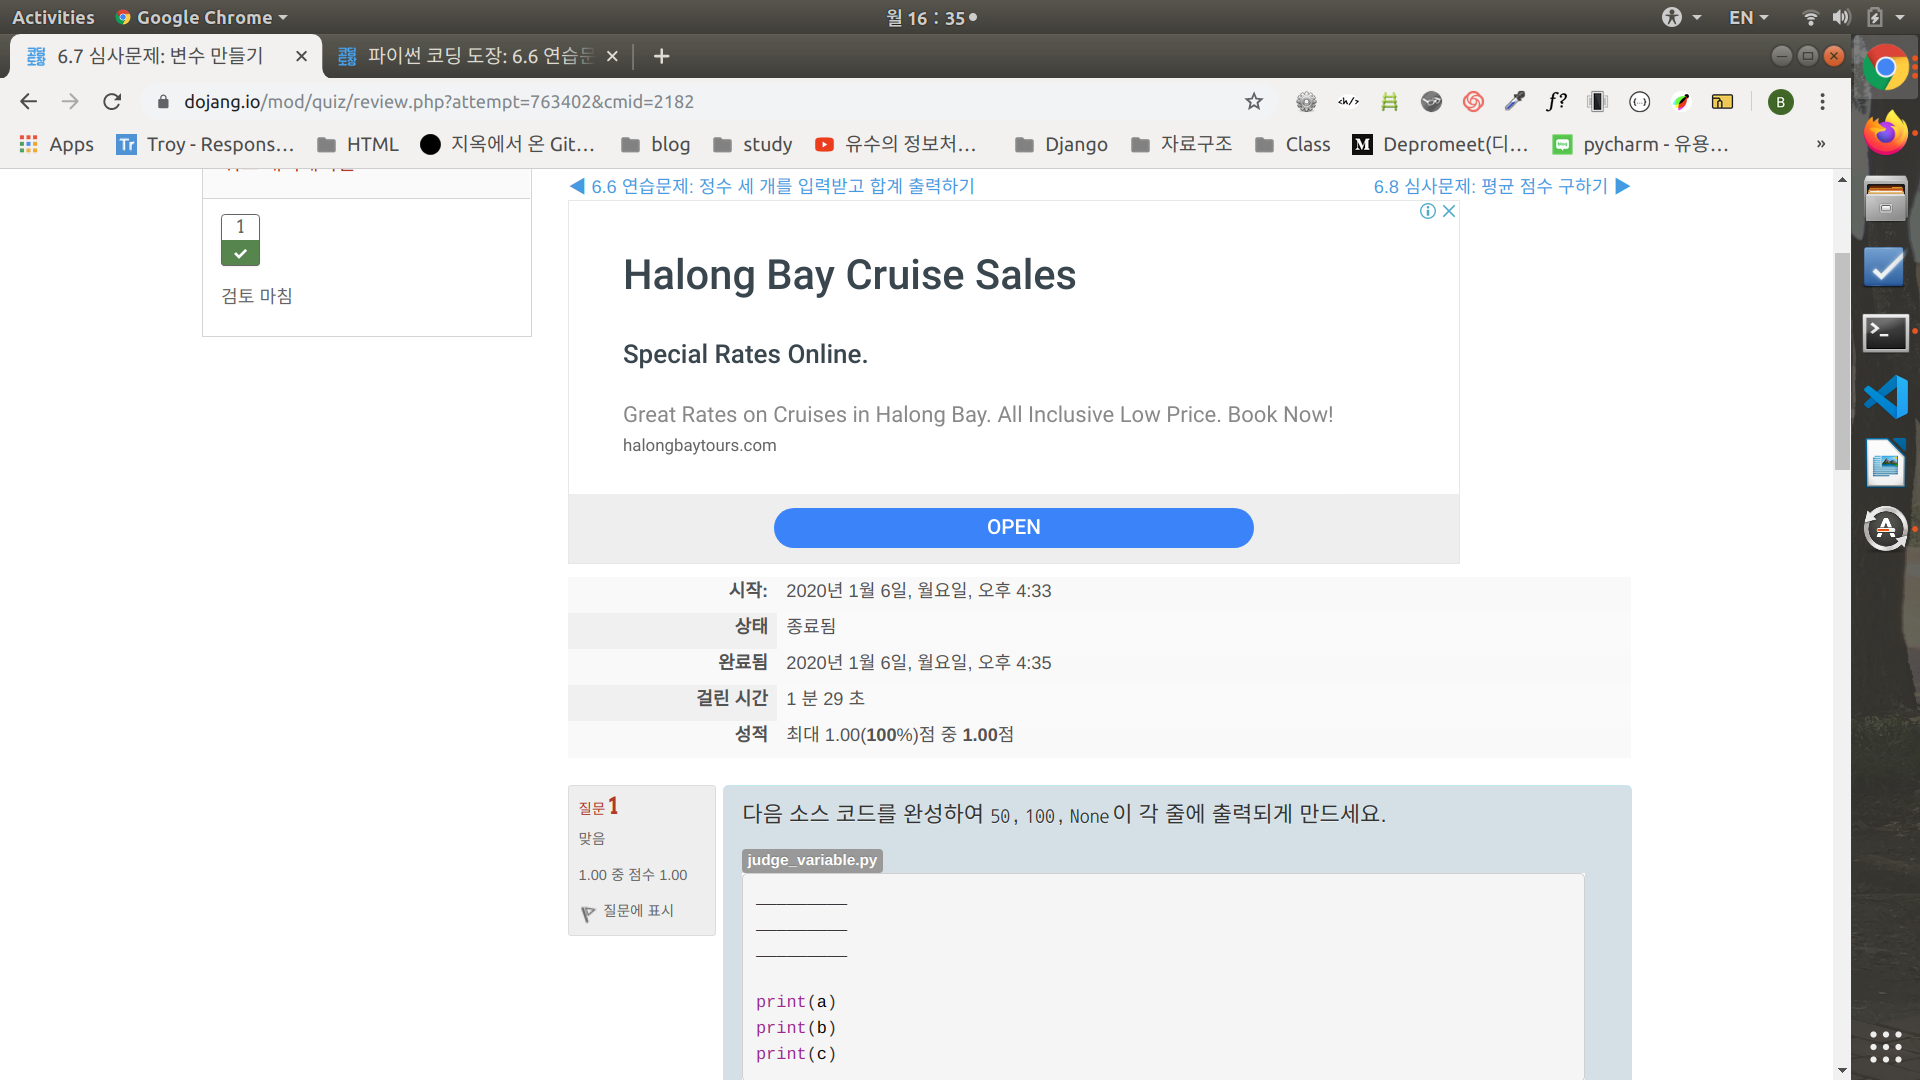 Activities
Google Chrome
월 16 : 35
EN
6.7 심사문제: 변수 만들기
파이썬 코딩 도장: 6.6 연습문
dojang.io/mod/quiz/review.php?attempt=763402&cmid=2182
<h/>
f?
{...}
B
Apps
Tr Troy - Respons...
HTML
지옥에서 온 Git...
blog
study
유수의 정보처...
Django
자료구조
Class
M Depromeet(디...
pycharm - 유용...
»
1
검토 마침
◀ 6.6 연습문제: 정수 세 개를 입력받고 합계 출력하기
6.8 심사문제: 평균 점수 구하기 ▶
Halong Bay Cruise Sales
Special Rates Online.
Great Rates on Cruises in Halong Bay. All Inclusive Low Price. Book Now!
halongbaytours.com
OPEN
시작: 2020년 1월 6일, 월요일, 오후 4:33
상태 종료됨
완료됨 2020년 1월 6일, 월요일, 오후 4:35
걸린 시간 1 분 29 초
성적 최대 1.00(100%)점 중 1.00점
질문 1
맞음
1.00 중 점수 1.00
질문에 표시
다음 소스 코드를 완성하여 50, 100, None이 각 줄에 출력되게 만드세요.
judge_variable.py
_________
_________
_________
print(a)
print(b)
print(c)